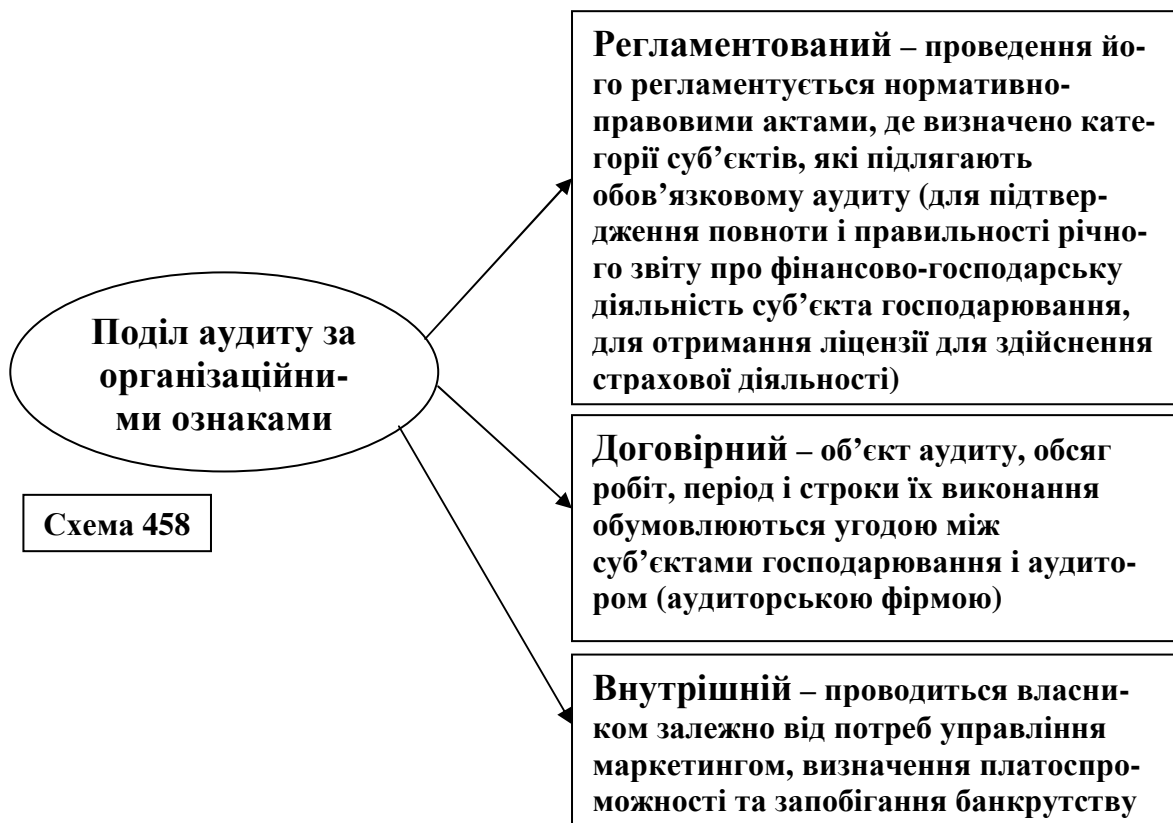 Поділ аудиту за
організаційни-
ми ознаками
Схема 458
Регламентований – проведення йо-
го регламентується нормативно-
правовими актами, де визначено кате-
горії суб’єктів, які підлягають
обов’язковому аудиту (для підтвер-
дження повноти і правильності річно-
го звіту про фінансово-господарську
діяльність суб’єкта господарювання,
для отримання ліцензії для здійснення
страхової діяльності)
Договірний – об’єкт аудиту, обсяг
робіт, період і строки їх виконання
обумовлюються угодою між
суб’єктами господарювання і аудито-
ром (аудиторською фірмою)
Внутрішній – проводиться власни-
ком залежно від потреб управління
маркетингом, визначення платоспро-
можності та запобігання банкрутству